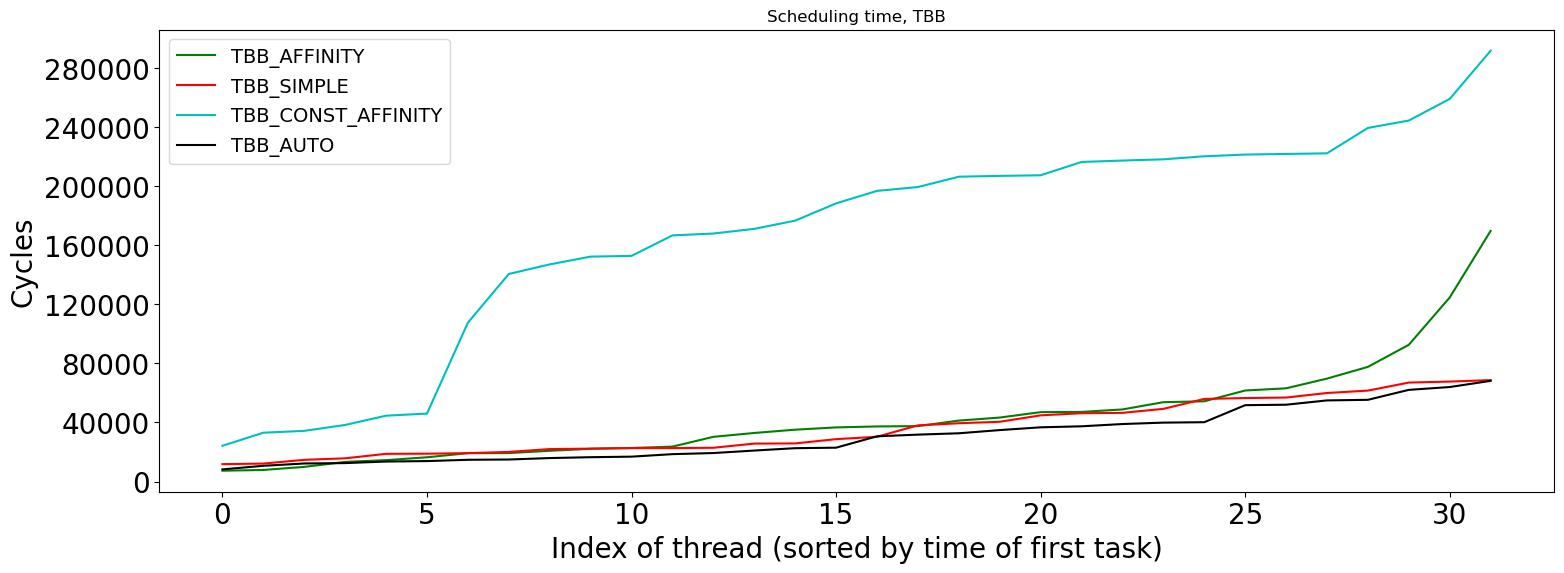 Scheduling time, TBB
TBB_AFFINITY
TBB_SIMPLE
TBB_CONST_AFFINITY
TBB_AUTO
280000
240000
200000
160000
120000
80000
40000
0
Cycles
0 5 10 15 20 25 30
Index of thread (sorted by time of first task)